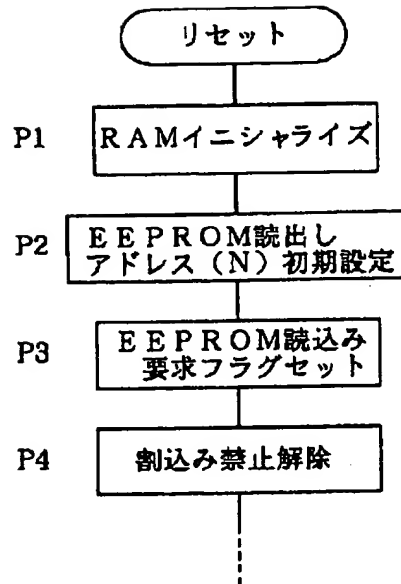 リセット
P1
RAMイニシャライズ
P2
EEPROM読出し
アドレス（N）初期設定
P3
EEPROM読込み
要求フラグセット
P4
割込み禁止解除